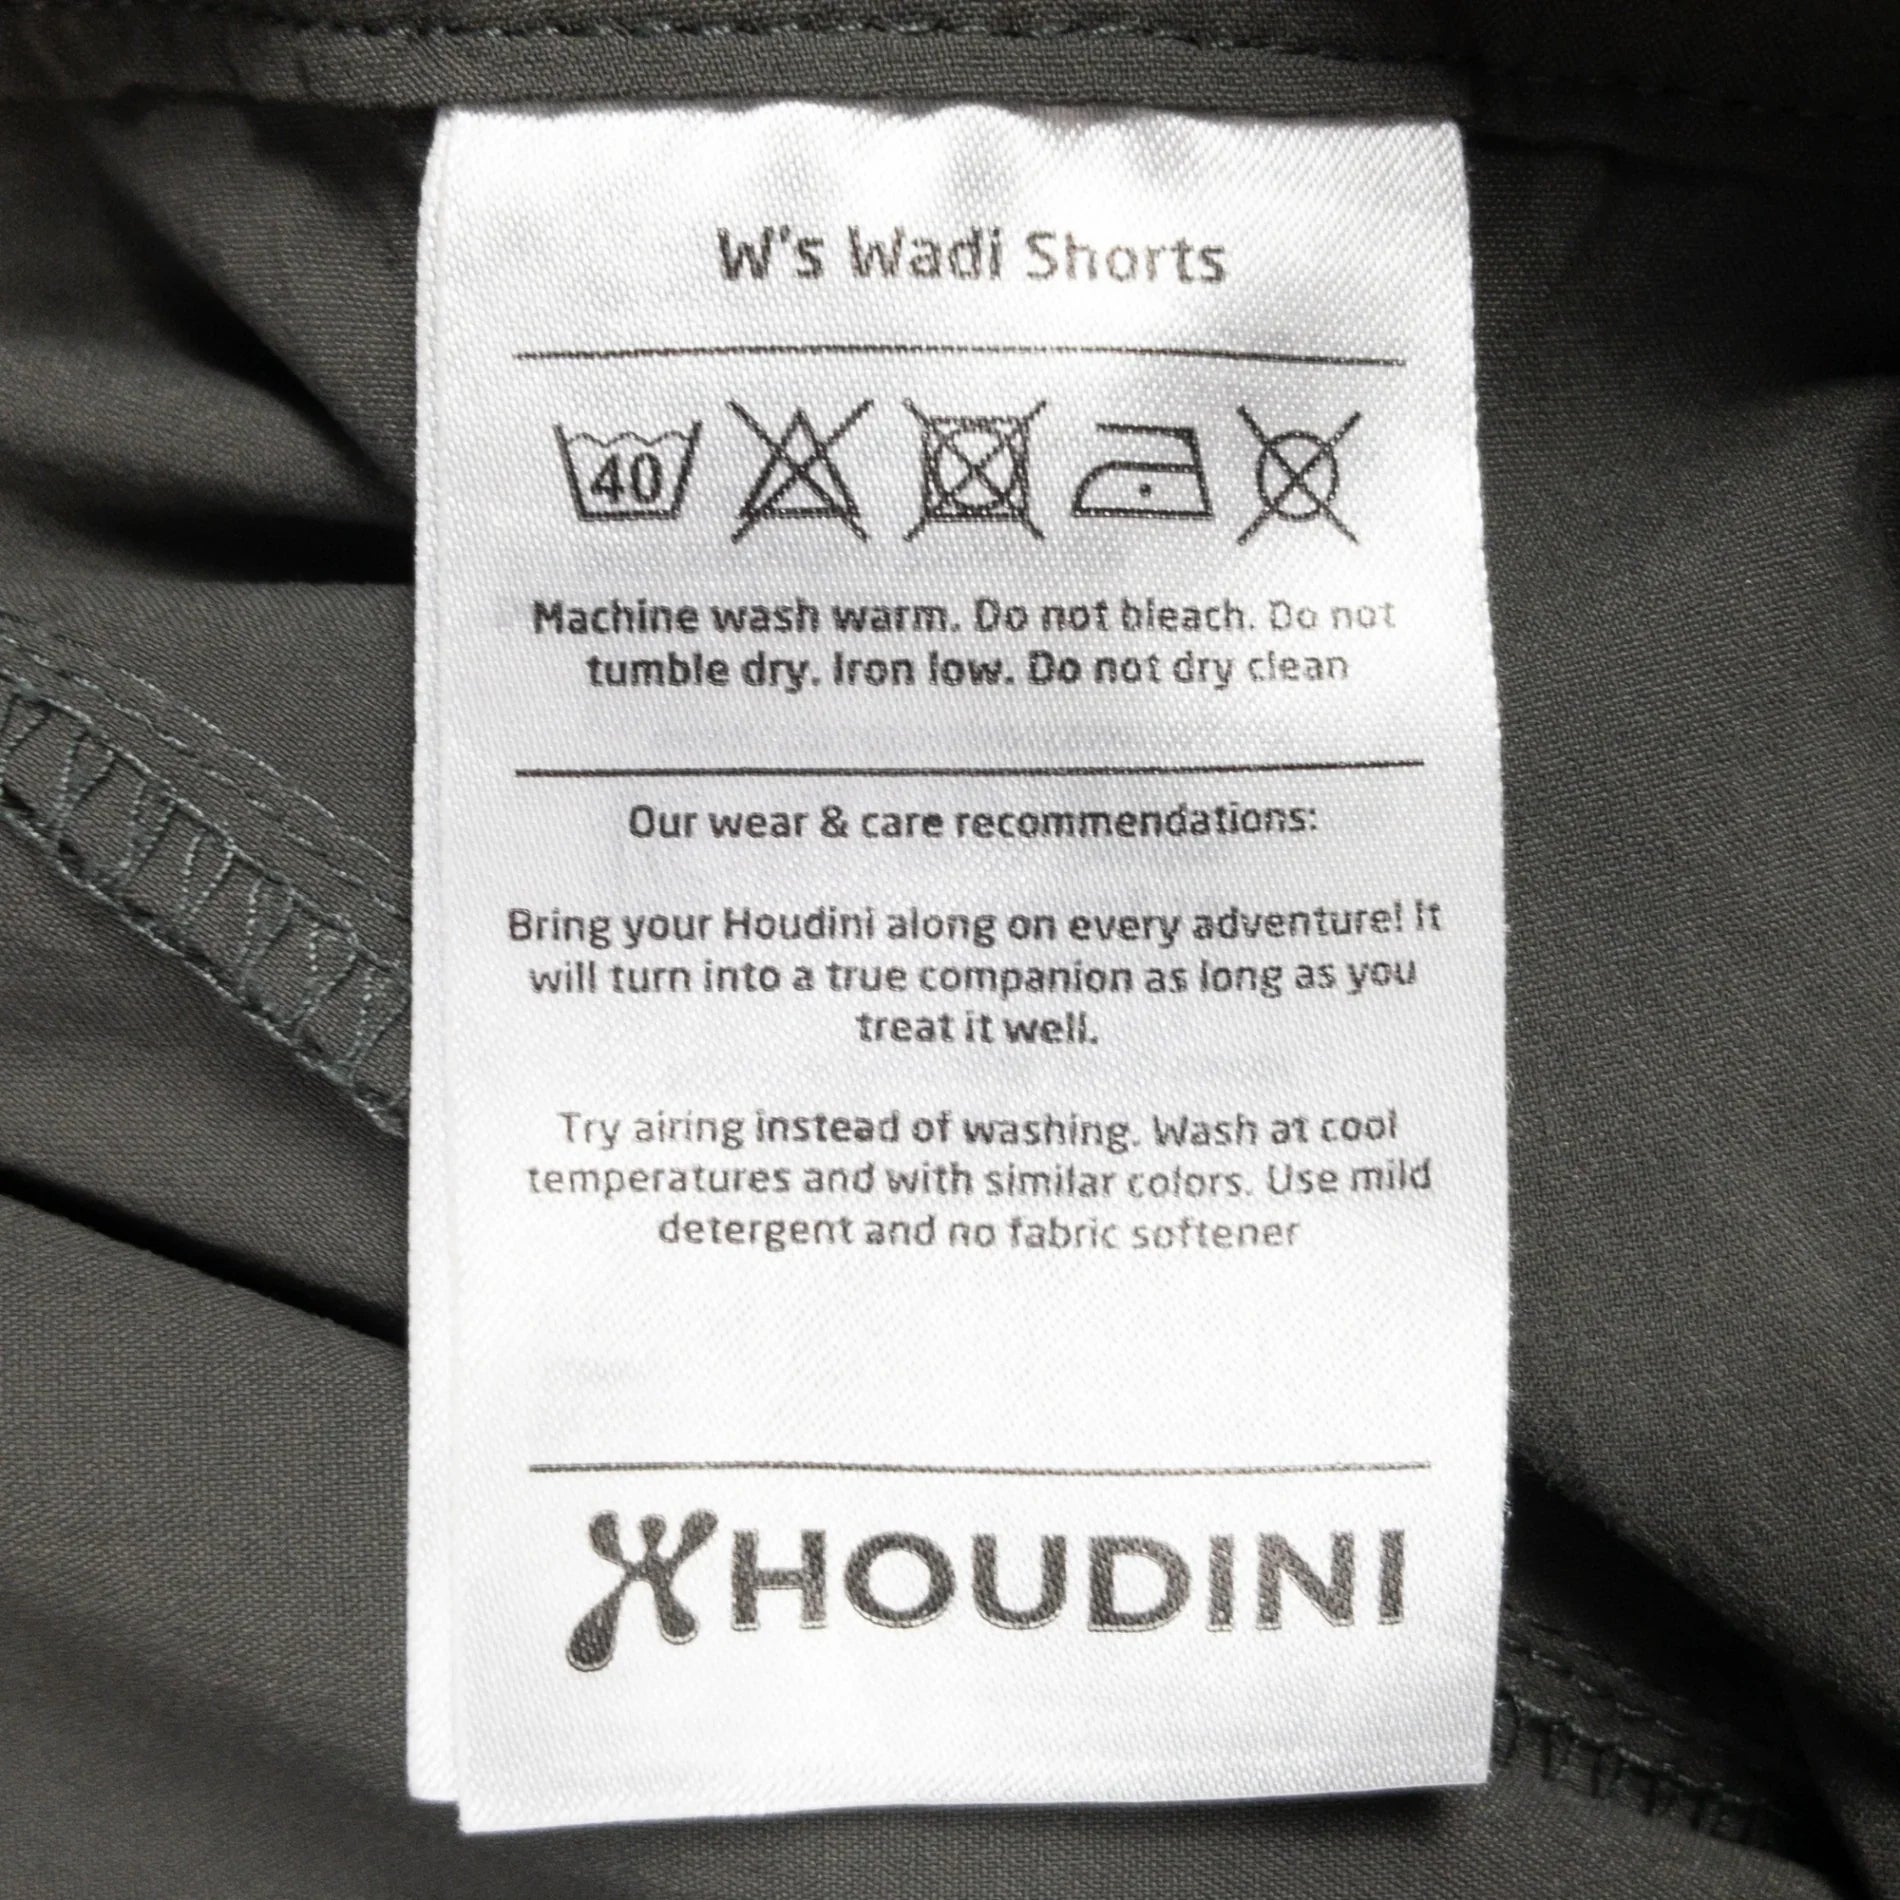 W's Wadi Shorts
40
Machine wash warm. Do not bleach. Do not
tumble dry. Iron low. Do not dry clean
Our wear & care recommendations:
Bring your Houdini along on every adventure! It
will turn into a true companion as long as you
treat it well.
Try airing instead of washing. Wash at cool
temperatures and with similar colors. Use mild
detergent and no fabric softener
HOUDINI